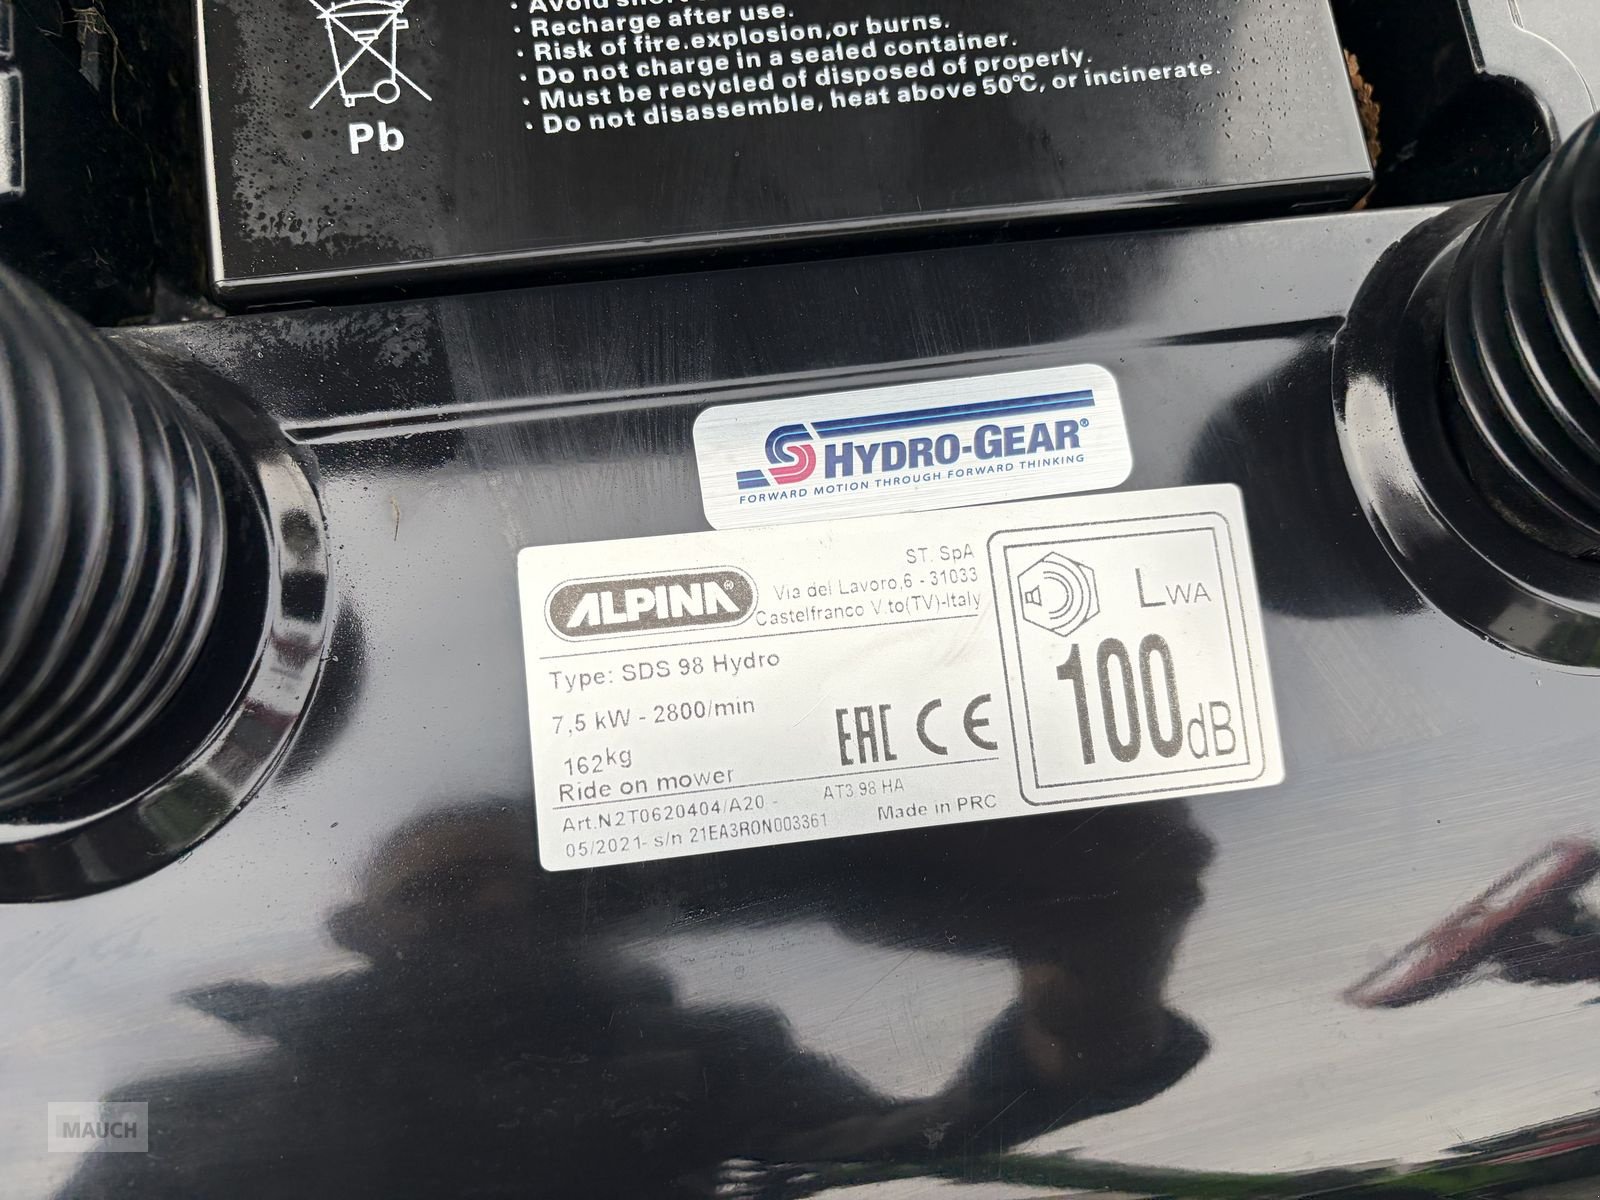 · Recharge after use.
· Risk of fire.explosion,or burns.
· Do not charge in a sealed container.
· Must be recycled of disposed of properly.
· Do not disassemble, heat above 50℃, or incinerate.
Pb
HYDRO-GEAR®
FORWARD MOTION THROUGH FORWARD THINKING
ALPINA®
ST. SpA
Via del Lavoro,6 - 31033
Castelfranco V.to(TV)-Italy
Type: SDS 98 Hydro
7,5 kW - 2800/min
162kg
Ride on mower
EAC CE
LWA
100dB
Art.N2T0620404/A20 - AT3 98 HA
05/2021- s/n 21EA3RON003361 Made in PRC
MAUCH